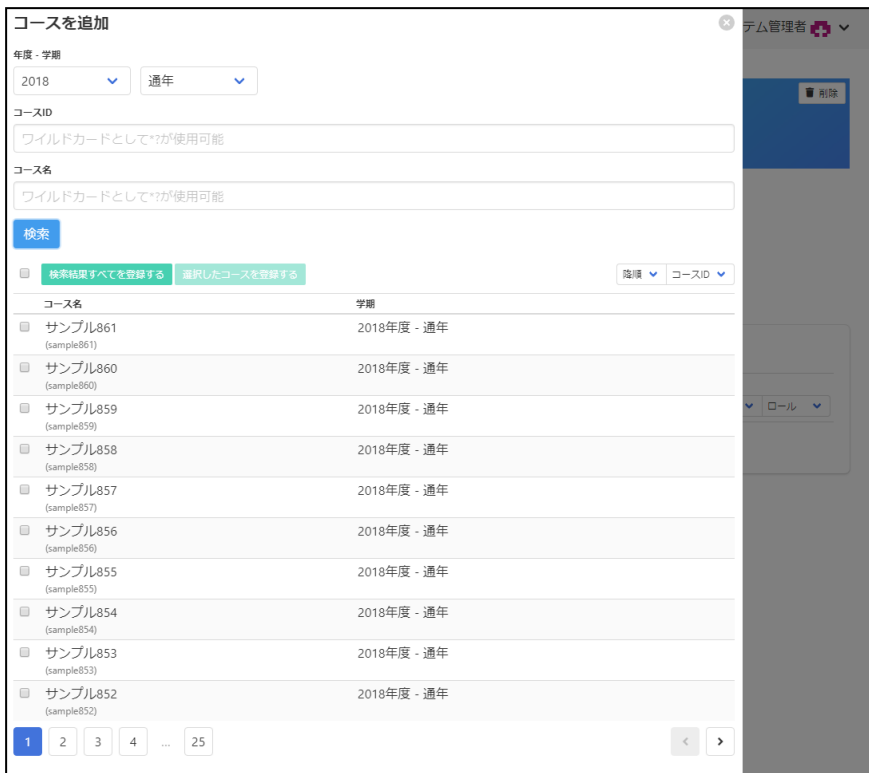 コースを追加
テム管理者
年度 - 学期
2018 通年
削除
コースID
ワイルドカードとして*?が使用可能
コース名
ワイルドカードとして*?が使用可能
検索
検索結果すべてを登録する 選択したコースを登録する 降順 コースID
コース名 学期
サンプル861 2018年度 - 通年
(sample861)
サンプル860 2018年度 - 通年
(sample860)
サンプル859 2018年度 - 通年
(sample859)
ロール
サンプル858 2018年度 - 通年
(sample858)
サンプル857 2018年度 - 通年
(sample857)
サンプル856 2018年度 - 通年
(sample856)
サンプル855 2018年度 - 通年
(sample855)
サンプル854 2018年度 - 通年
(sample854)
サンプル853 2018年度 - 通年
(sample853)
サンプル852 2018年度 - 通年
(sample852)
1 2 3 4 ... 25